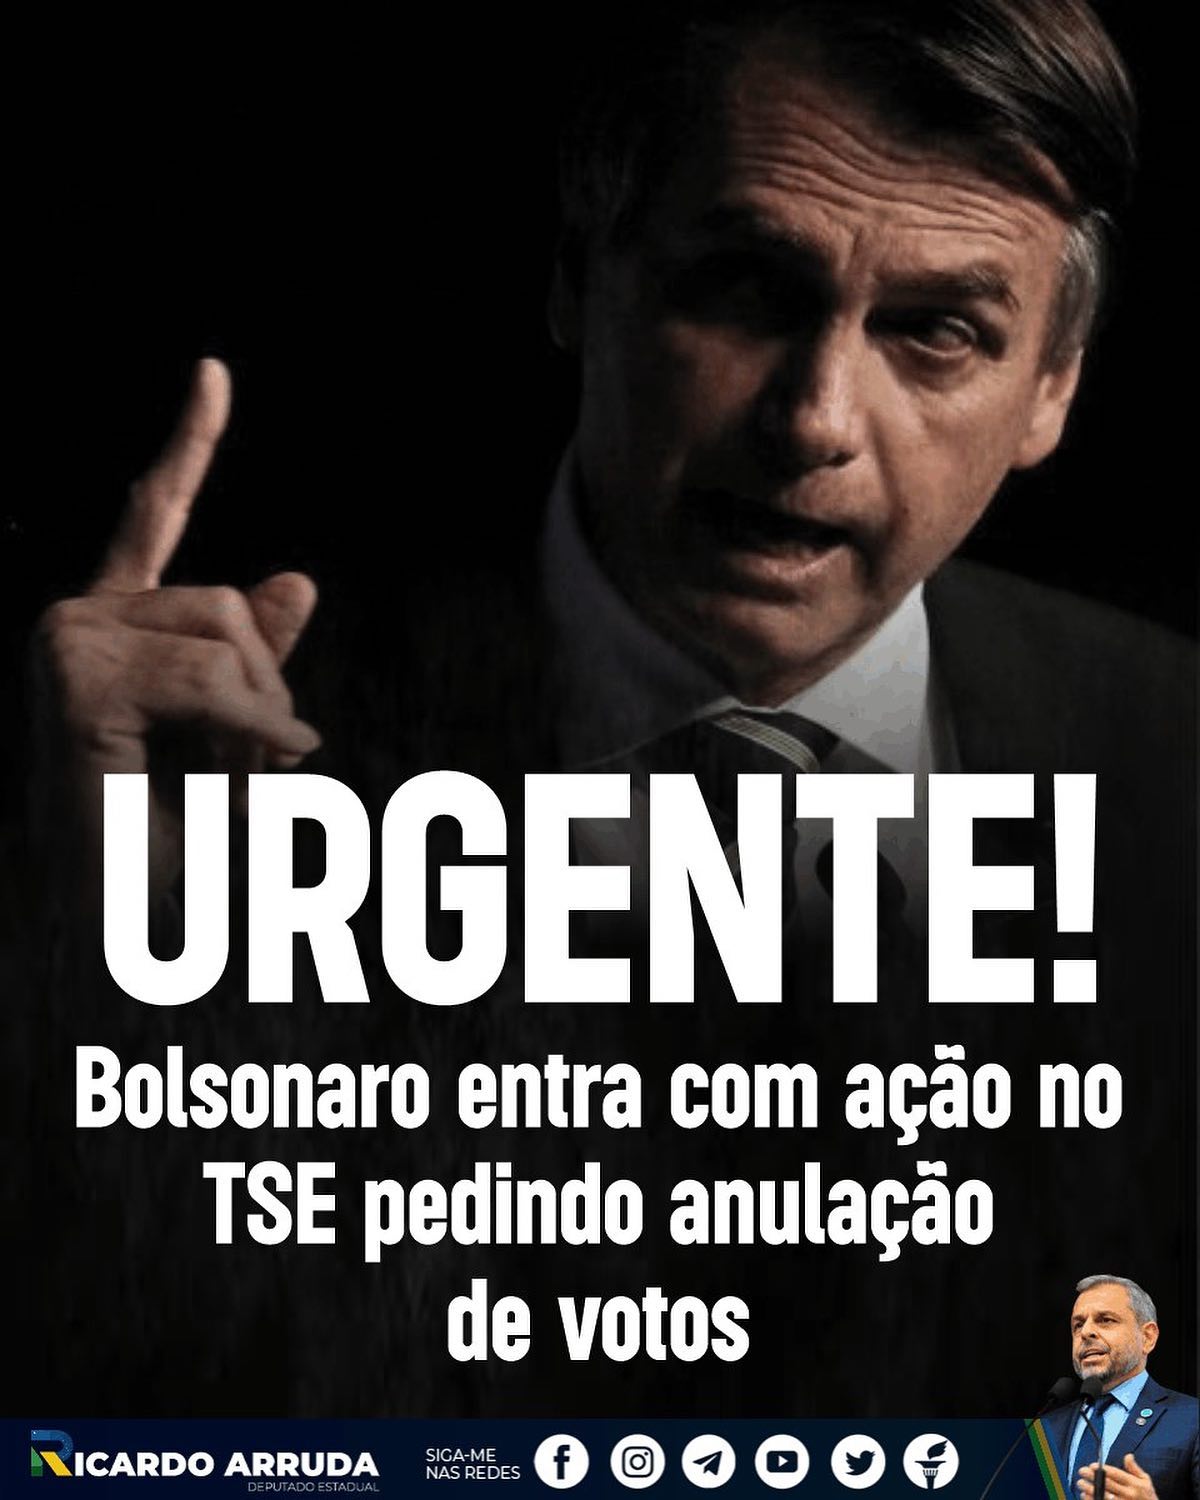 URGENTE!
Bolsonaro entra com ação no
TSE pedindo anulação
de votos
RICARDO ARRUDA
DEPUTADO ESTADUAL
SIGA-ME
NAS REDES